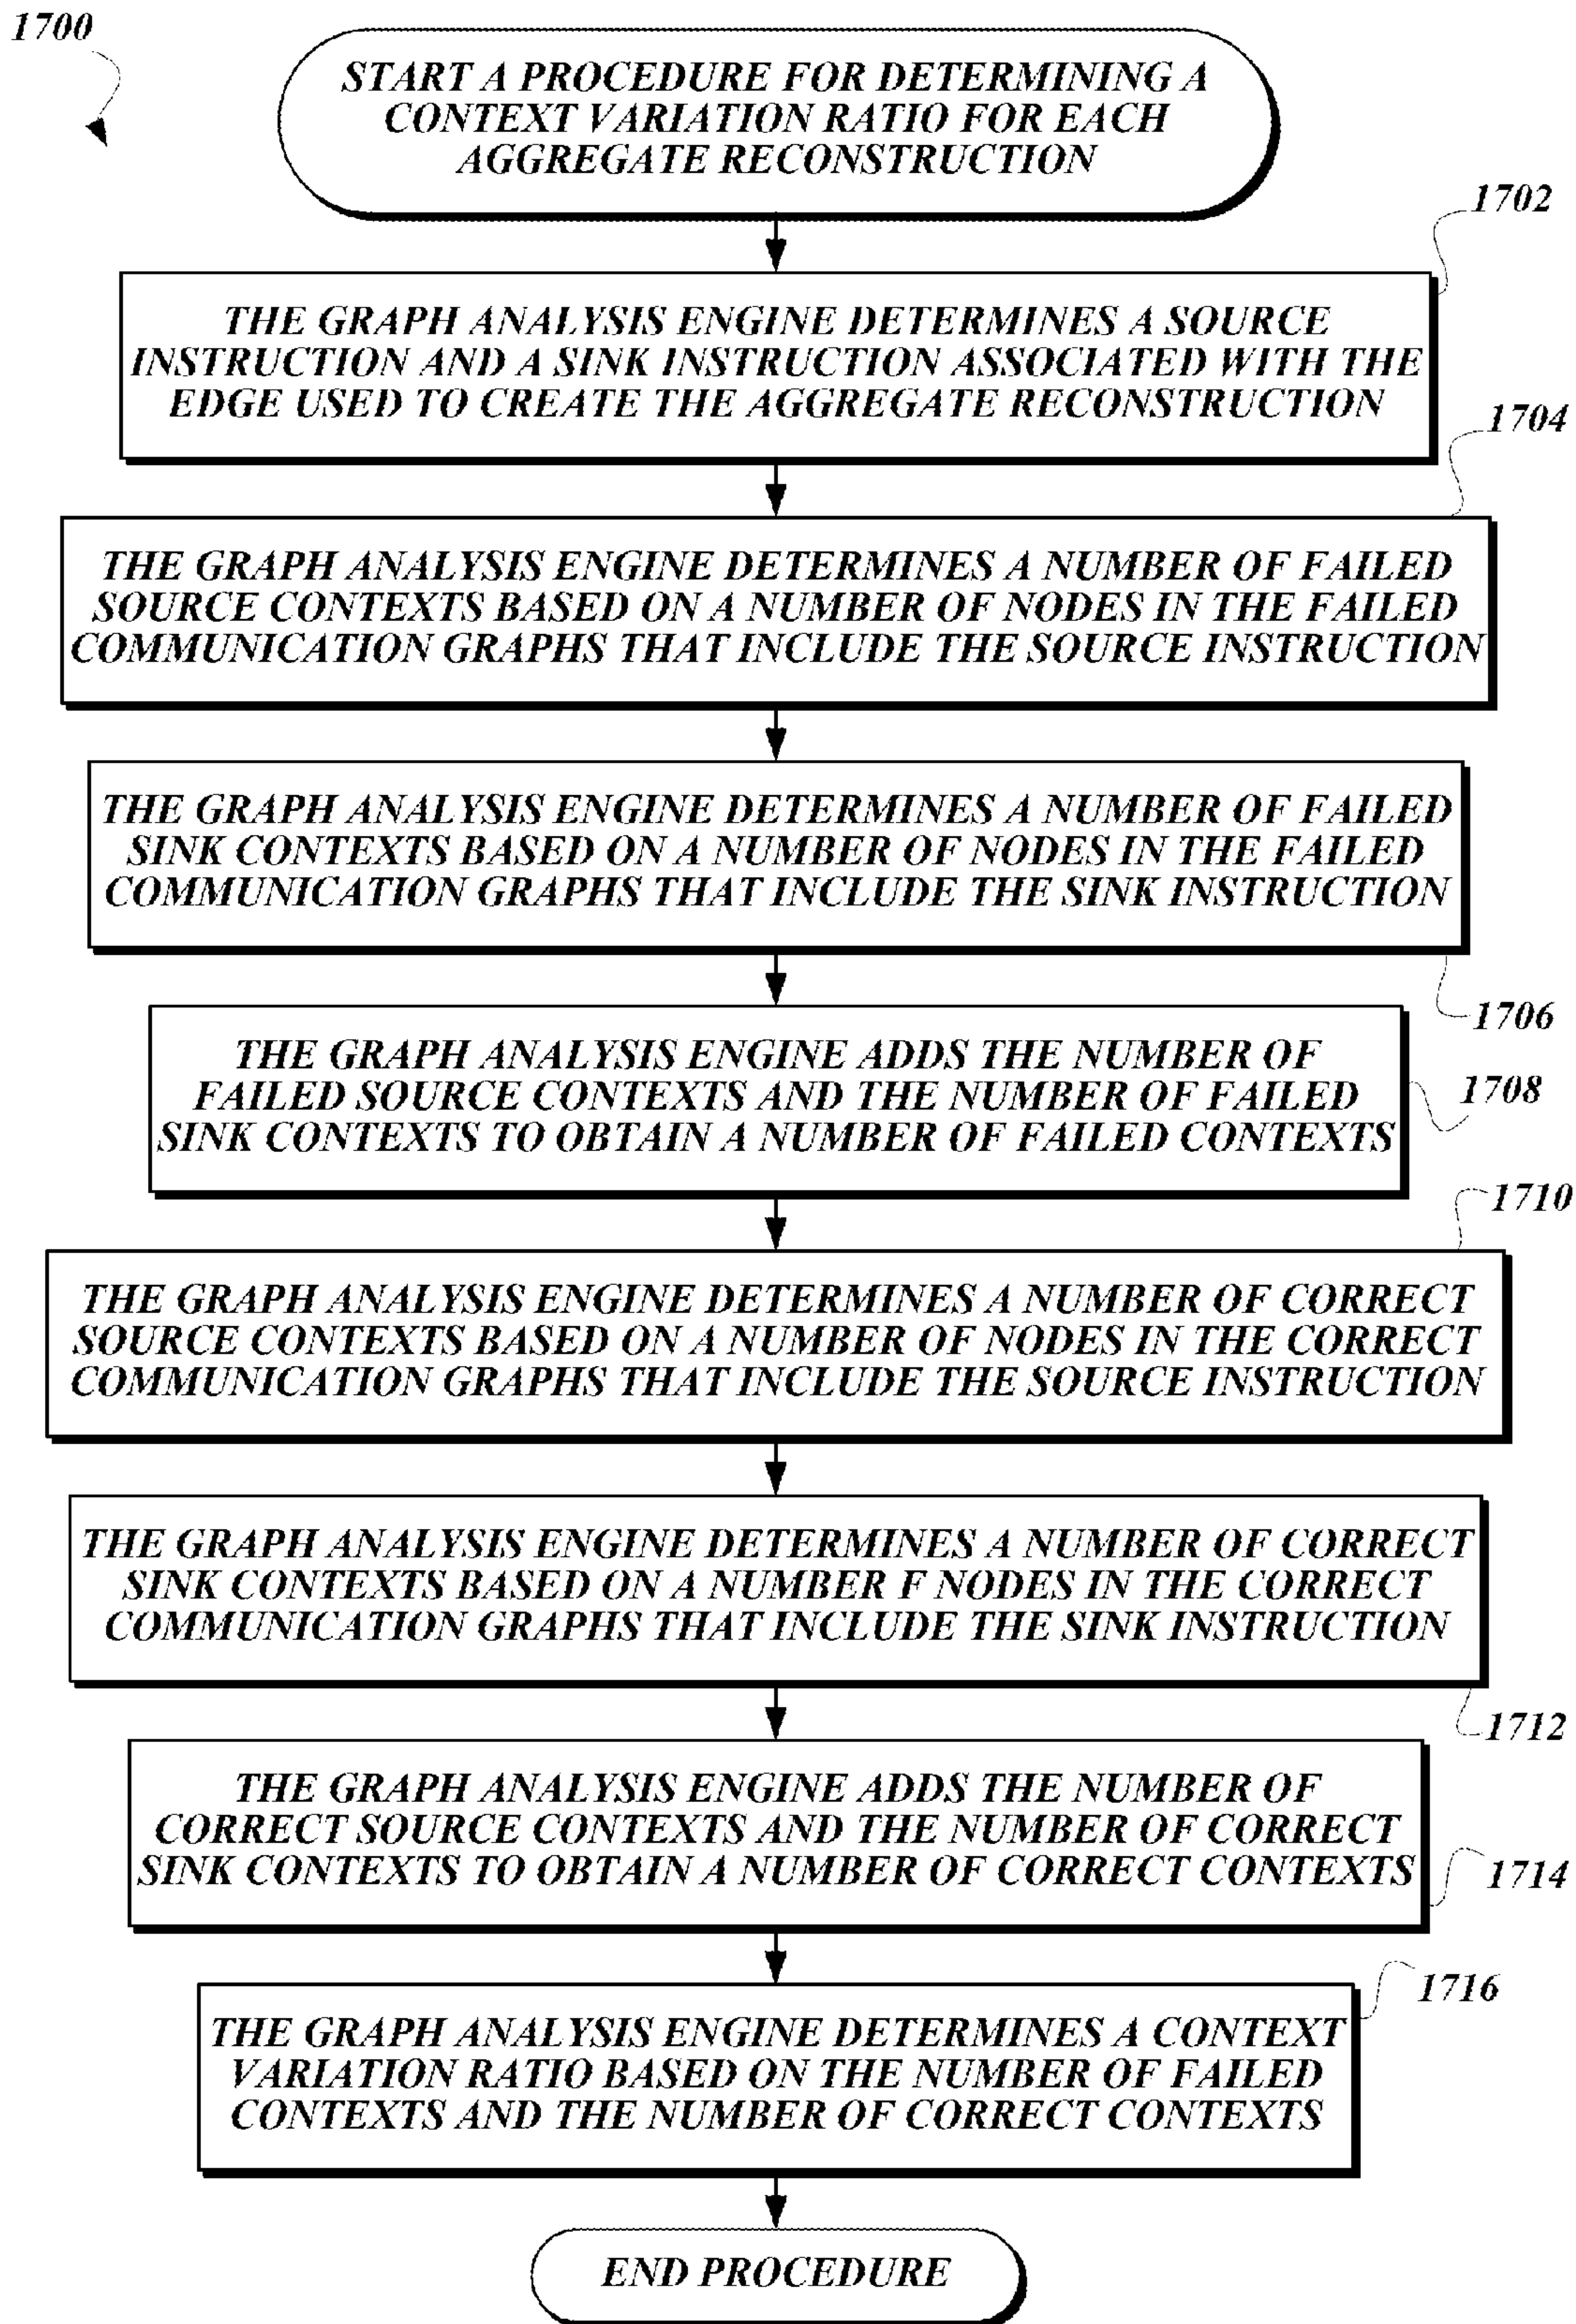 1700
START A PROCEDURE FOR DETERMINING A
CONTEXT VARIATION RATIO FOR EACH
AGGREGATE RECONSTRUCTION
1702
THE GRAPH ANALYSIS ENGINE DETERMINES A SOURCE
INSTRUCTION AND A SINK INSTRUCTION ASSOCIATED WITH THE
EDGE USED TO CREATE THE AGGREGATE RECONSTRUCTION
1704
THE GRAPH ANALYSIS ENGINE DETERMINES A NUMBER OF FAILED
SOURCE CONTEXTS BASED ON A NUMBER OF NODES IN THE FAILED
COMMUNICATION GRAPHS THAT INCLUDE THE SOURCE INSTRUCTION
THE GRAPH ANALYSIS ENGINE DETERMINES A NUMBER OF FAILED
SINK CONTEXTS BASED ON A NUMBER OF NODES IN THE FAILED
COMMUNICATION GRAPHS THAT INCLUDE THE SINK INSTRUCTION
1706
THE GRAPH ANALYSIS ENGINE ADDS THE NUMBER OF
FAILED SOURCE CONTEXTS AND THE NUMBER OF FAILED
SINK CONTEXTS TO OBTAIN A NUMBER OF FAILED CONTEXTS
1708
1710
THE GRAPH ANALYSIS ENGINE DETERMINES A NUMBER OF CORRECT
SOURCE CONTEXTS BASED ON A NUMBER OF NODES IN THE CORRECT
COMMUNICATION GRAPHS THAT INCLUDE THE SOURCE INSTRUCTION
THE GRAPH ANALYSIS ENGINE DETERMINES A NUMBER OF CORRECT
SINK CONTEXTS BASED ON A NUMBER F NODES IN THE CORRECT
COMMUNICATION GRAPHS THAT INCLUDE THE SINK INSTRUCTION
1712
THE GRAPH ANALYSIS ENGINE ADDS THE NUMBER OF
CORRECT SOURCE CONTEXTS AND THE NUMBER OF CORRECT
SINK CONTEXTS TO OBTAIN A NUMBER OF CORRECT CONTEXTS
1714
1716
THE GRAPH ANALYSIS ENGINE DETERMINES A CONTEXT
VARIATION RATIO BASED ON THE NUMBER OF FAILED
CONTEXTS AND THE NUMBER OF CORRECT CONTEXTS
END PROCEDURE